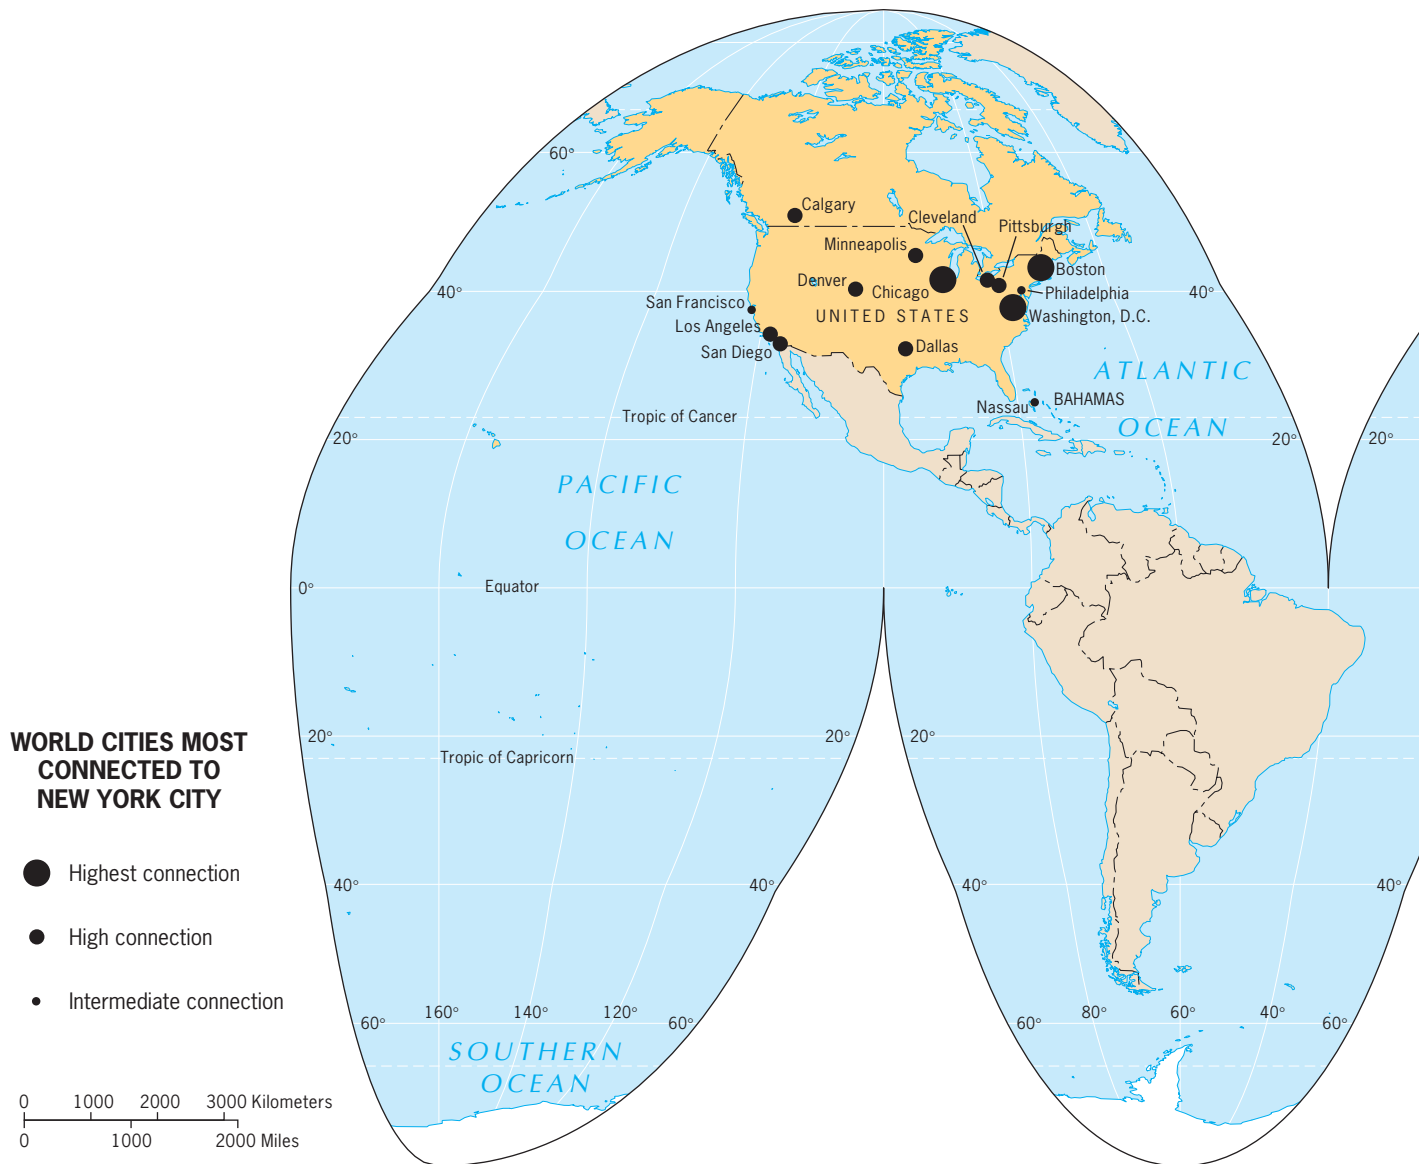 60°
Calgary
Cleveland
Pittsburgh
Minneapolis
Boston
Denver
Chicago
Philadelphia
40°
40°
San Francisco
UNITED STATES
Washington, D.C.
Los Angeles
San Diego
Dallas
ATLANTIC
OCEAN
Nassau
BAHAMAS
Tropic of Cancer
20°
20°
20°
PACIFIC
OCEAN
Equator
0°
20°
20°
20°
Tropic of Capricorn
WORLD CITIES MOST
CONNECTED TO
NEW YORK CITY
Highest connection
High connection
Intermediate connection
40°
40°
40°
40°
60°
160°
140°
120°
60°
60°
80°
60°
40°
60°
SOUTHERN
OCEAN
0 1000 2000 3000 Kilometers
0 1000 2000 Miles